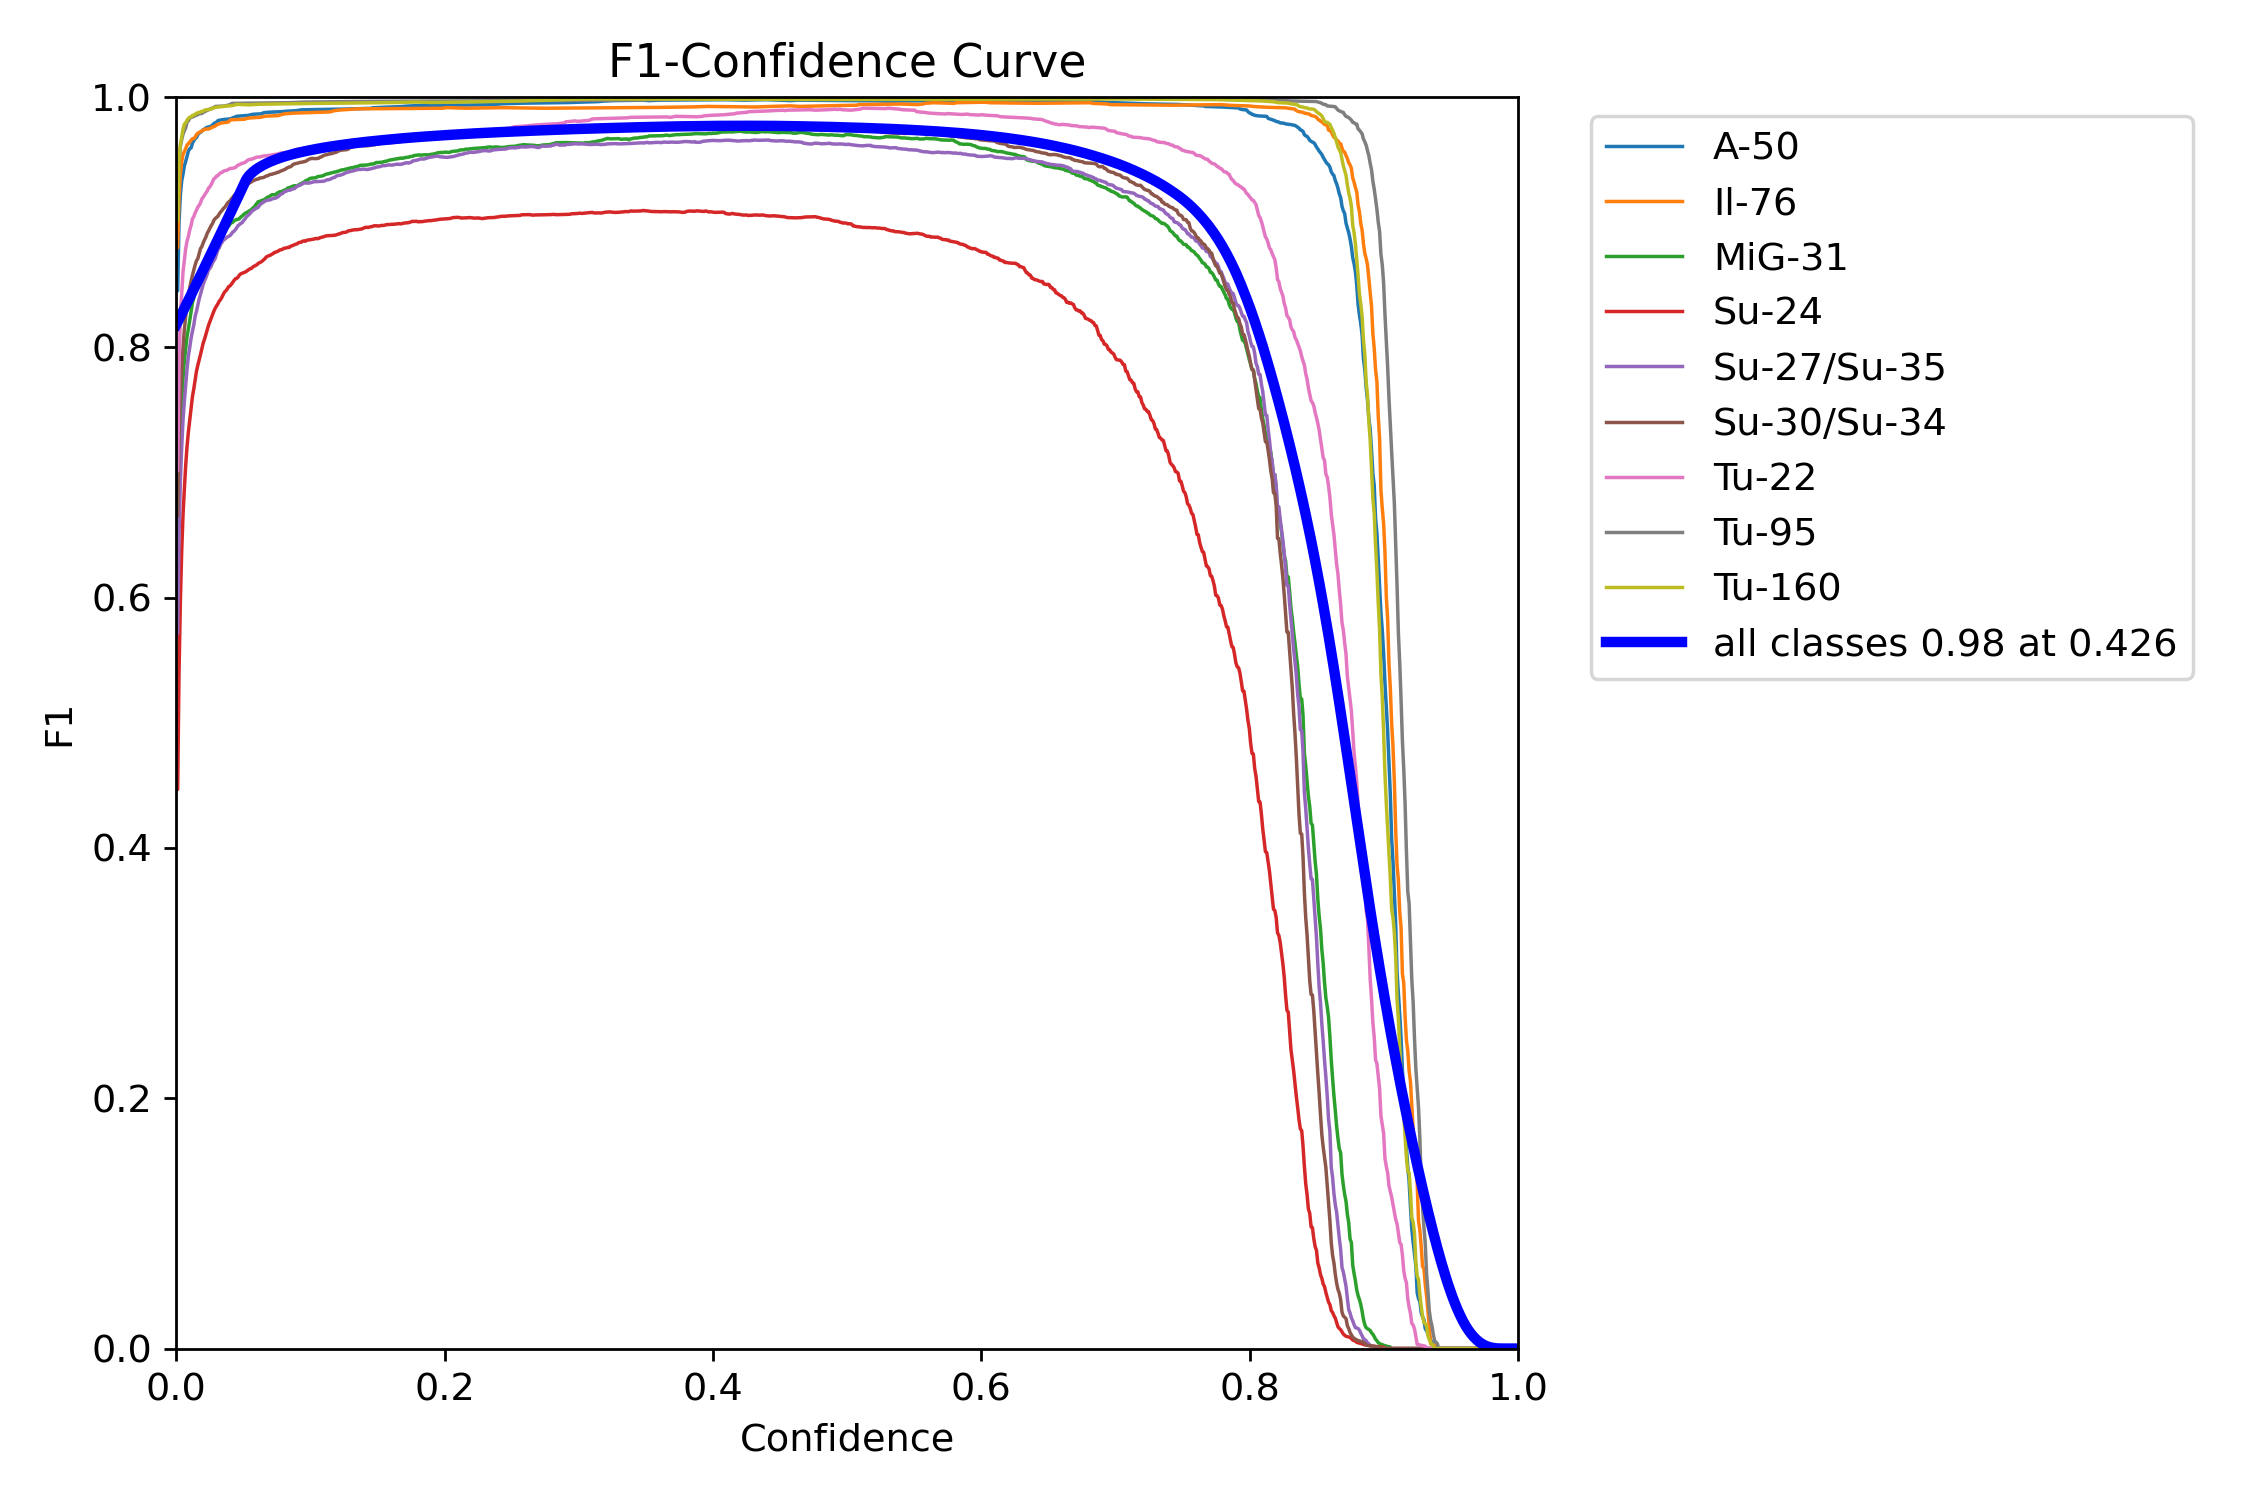 F1-Confidence Curve
1.0
0.8
0.6
0.4
0.2
0.0
F1
0.0 0.2 0.4 0.6 0.8 1.0
Confidence
A-50
Il-76
MiG-31
Su-24
Su-27/Su-35
Su-30/Su-34
Tu-22
Tu-95
Tu-160
all classes 0.98 at 0.426